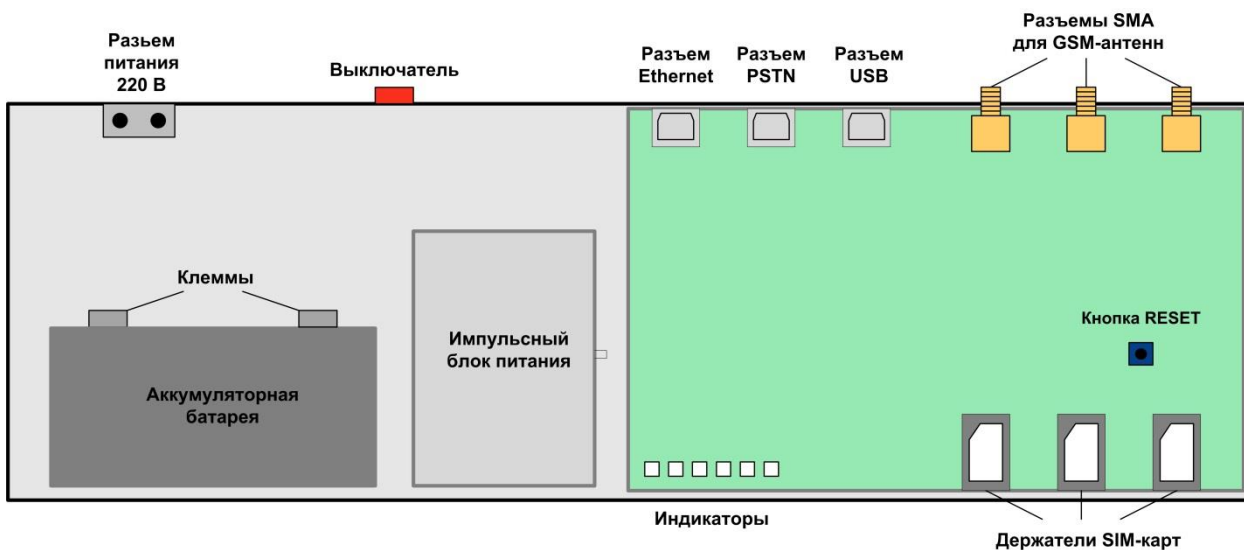 Разьем
питания
220 В
Выключатель
Разъем
Ethernet
Разъем
PSTN
Разъем
USB
Разъемы SMA
для GSM-антенн
Клеммы
Аккумуляторная
батарея
Импульсный
блок питания
Кнопка RESET
Индикаторы
Держатели SIM-карт